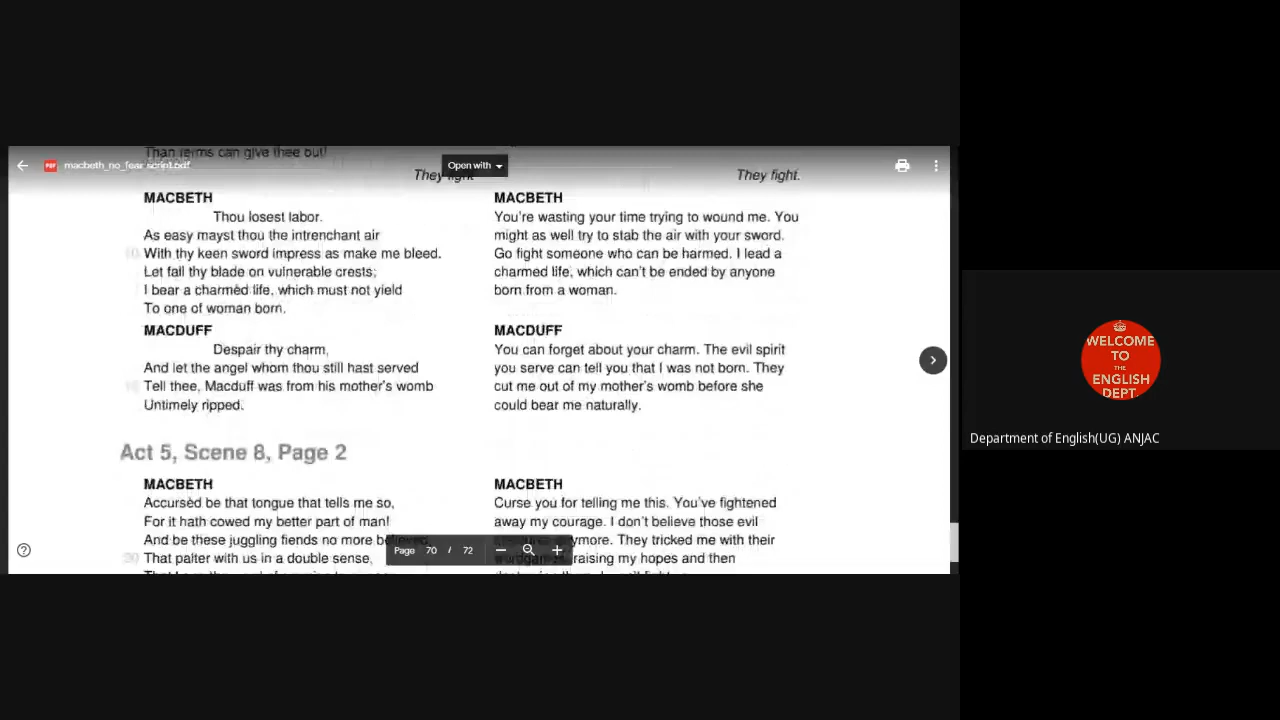 Than terms can give thee out!
macbeth_no_fear script.pdf
Open with
They fight
They fight.
MACBETH
Thou losest labor.
As easy mayst thou the intrenchant air
10 With thy keen sword impress as make me bleed.
Let fall thy blade on vulnerable crests;
I bear a charmèd life, which must not yield
To one of woman born.
MACDUFF
Despair thy charm,
And let the angel whom thou still hast served
Tell thee, Macduff was from his mother's womb
Untimely ripped.
MACBETH
You're wasting your time trying to wound me. You
might as well try to stab the air with your sword.
Go fight someone who can be harmed. I lead a
charmed life, which can't be ended by anyone
born from a woman.
MACDUFF
You can forget about your charm. The evil spirit
you serve can tell you that I was not born. They
cut me out of my mother's womb before she
could bear me naturally.
Act 5, Scene 8, Page 2
MACBETH
Accursèd be that tongue that tells me so,
For it hath cowed my better part of man!
And be these juggling fiends no more believed,
20 That palter with us in a double sense,
MACBETH
Curse you for telling me this. You've fightened
away my courage. I don't believe those evil
anymore. They tricked me with their
raising my hopes and then
Page 70 / 72
WELCOME
TO
THE
ENGLISH
DEPT.
Department of English(UG) ANJAC